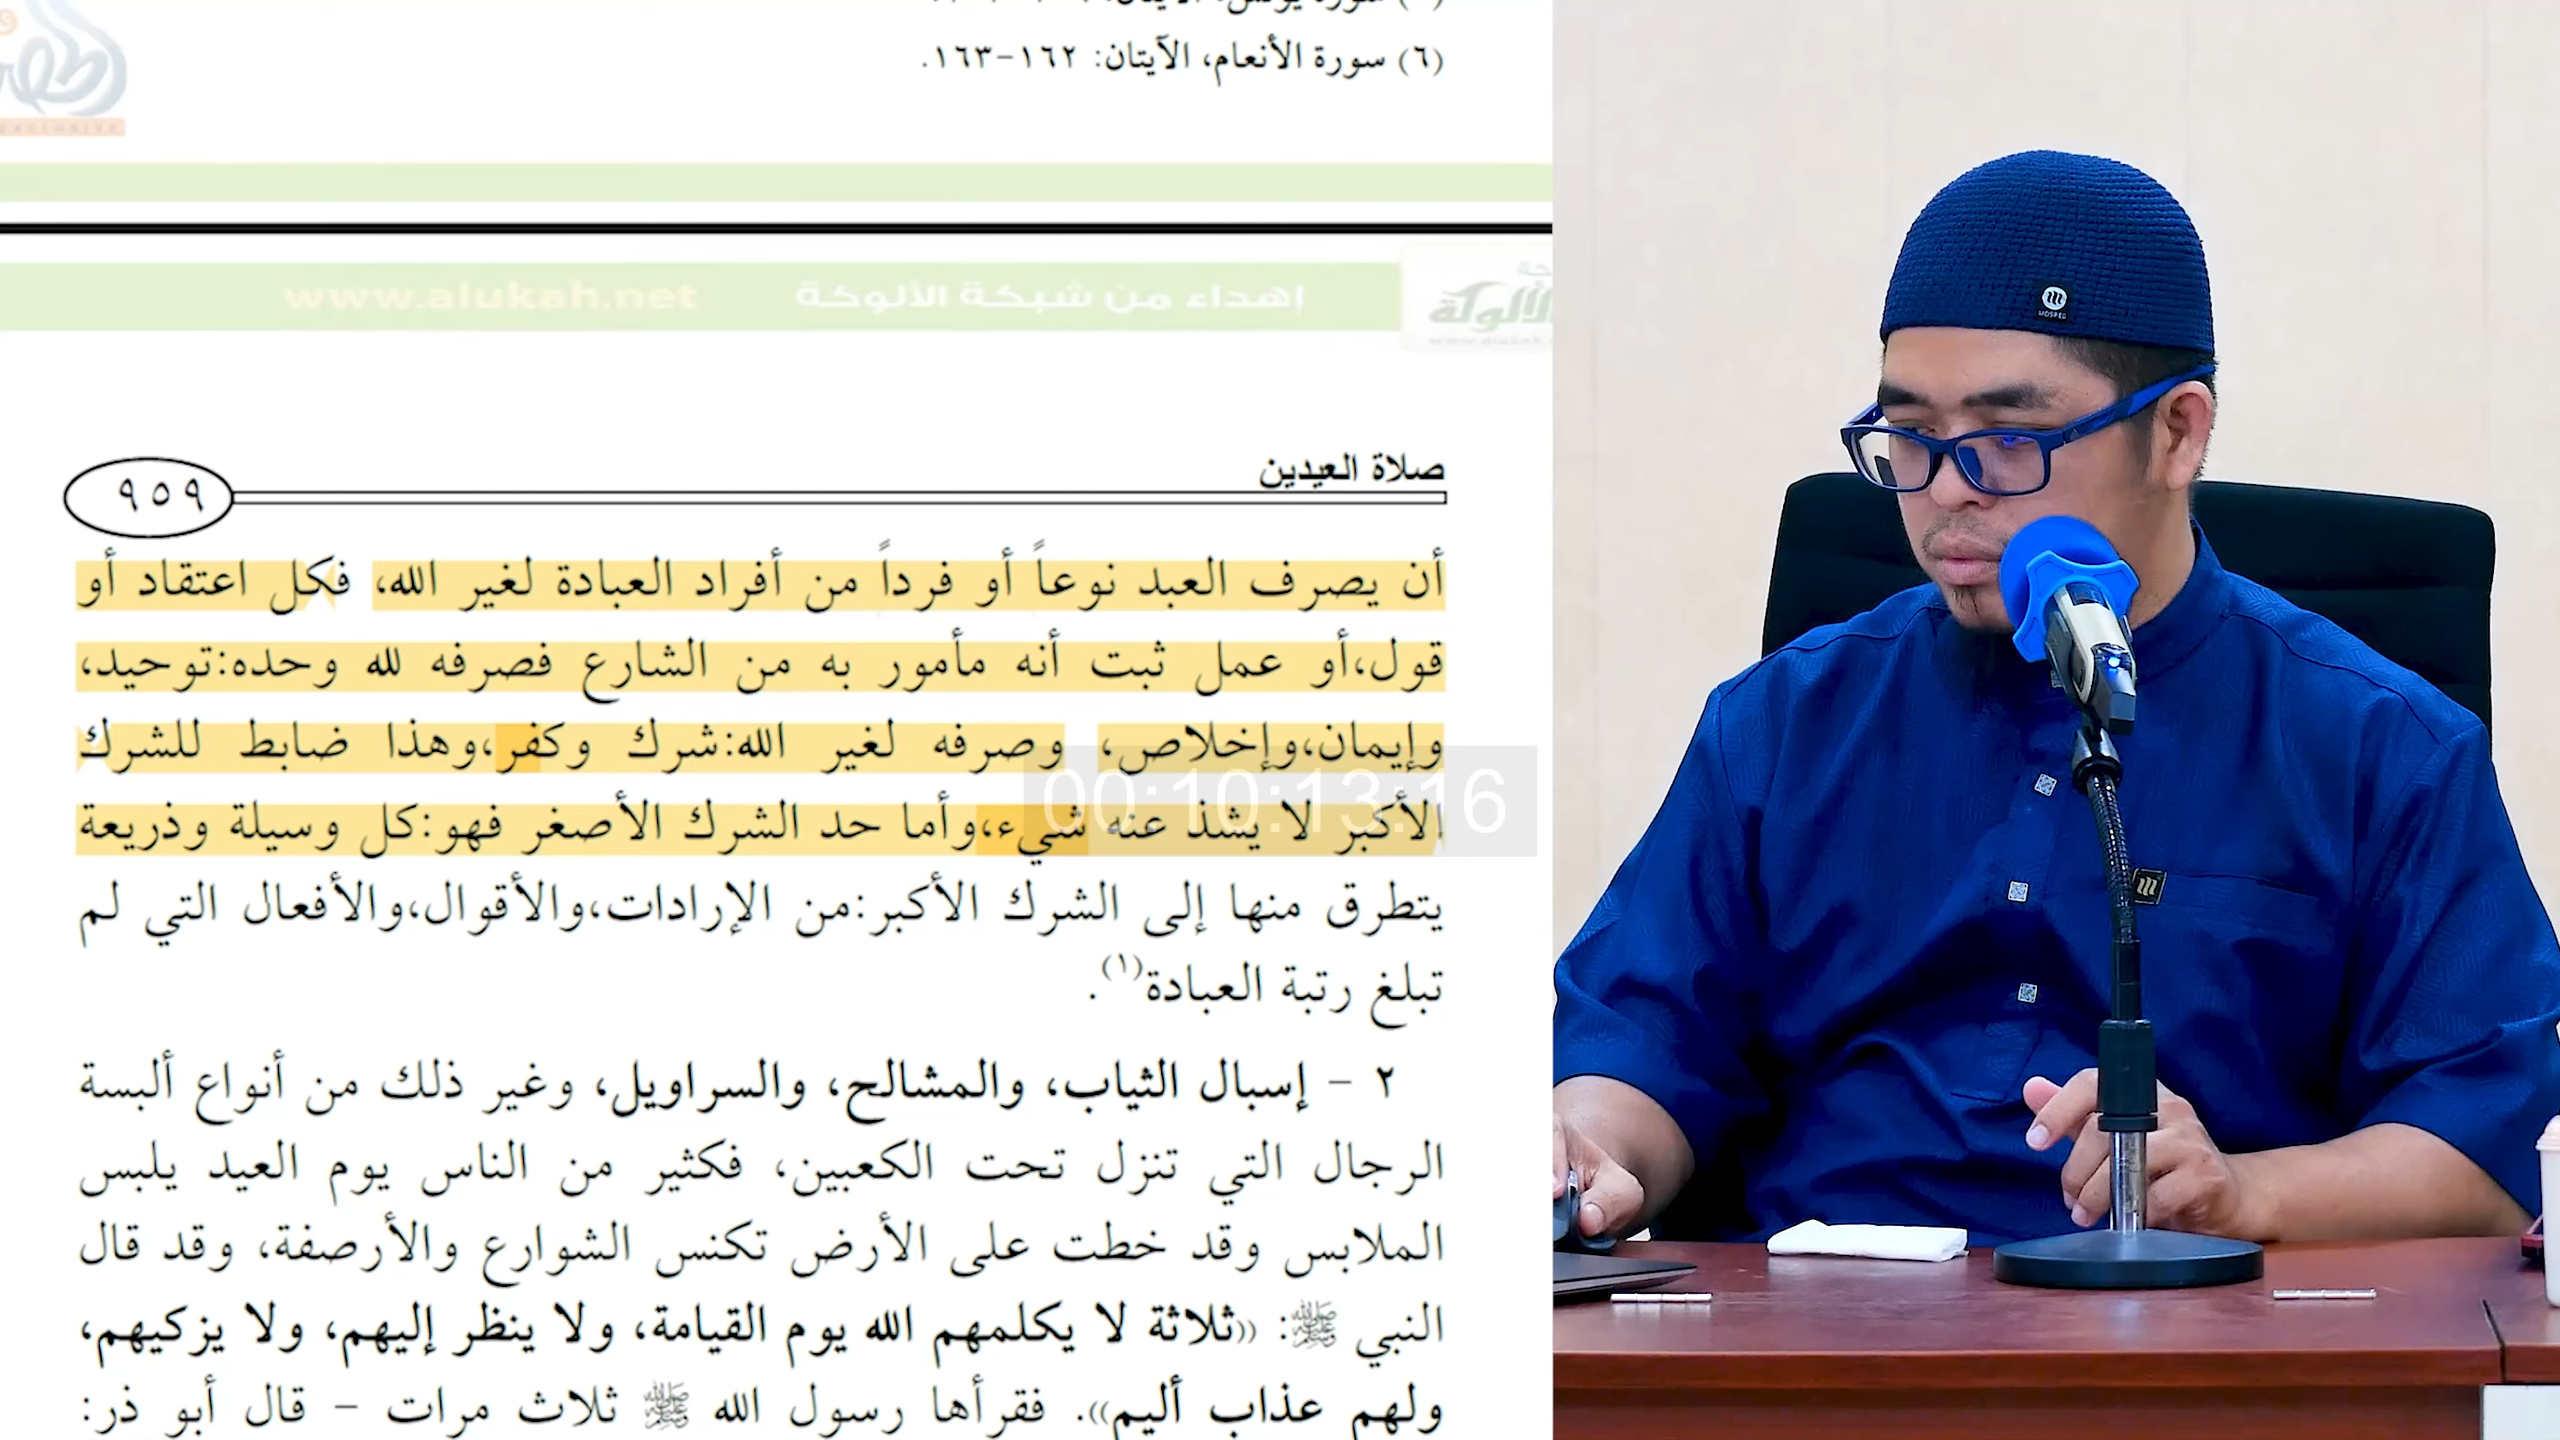 (٦) سورة الأنعام، الآيتان: ١٦٢-١٦٣.
www.alukah.net إهداء من شبكة الألوكة
الألوكة
صلاة العيدين
٩٥٩
أن يصرف العبد نوعاً أو فرداً من أفراد العبادة لغير الله، فكل اعتقاد أو
قول،أو عمل ثبت أنه مأمور به من الشارع فصرفه لله وحده:توحيد،
وإيمان،وإخلاص، وصرفه لغير الله:شرك وكفر،وهذا ضابط للشرك
الأكبر لا يشذ عنه شيء،وأما حد الشرك الأصغر فهو:كل وسيلة وذريعة
يتطرق منها إلى الشرك الأكبر:من الإرادات،والأقوال،والأفعال التي لم
تبلغ رتبة العبادة(١).
٢ – إسبال الثياب، والمشالح، والسراويل، وغير ذلك من أنواع ألبسة
الرجال التي تنزل تحت الكعبين، فكثير من الناس يوم العيد يلبس
الملابس وقد خطت على الأرض تكنس الشوارع والأرصفة، وقد قال
النبي ﷺ: ((ثلاثة لا يكلمهم الله يوم القيامة، ولا ينظر إليهم، ولا يزكيهم،
ولهم عذاب أليم)). فقرأها رسول الله ﷺ ثلاث مرات – قال أبو ذر:
00:10:13:16